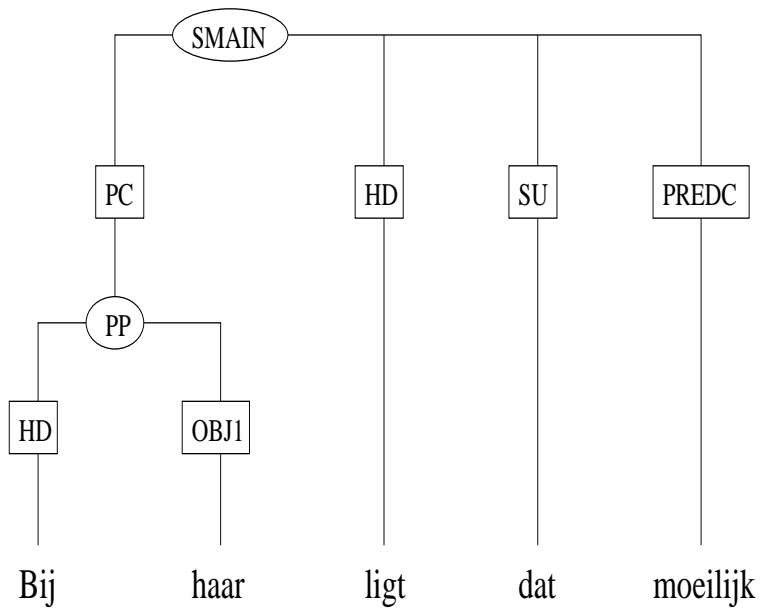 SMAIN
PC HD SU PREDC
PP
HD OBJ1
Bij haar ligt dat moeilijk